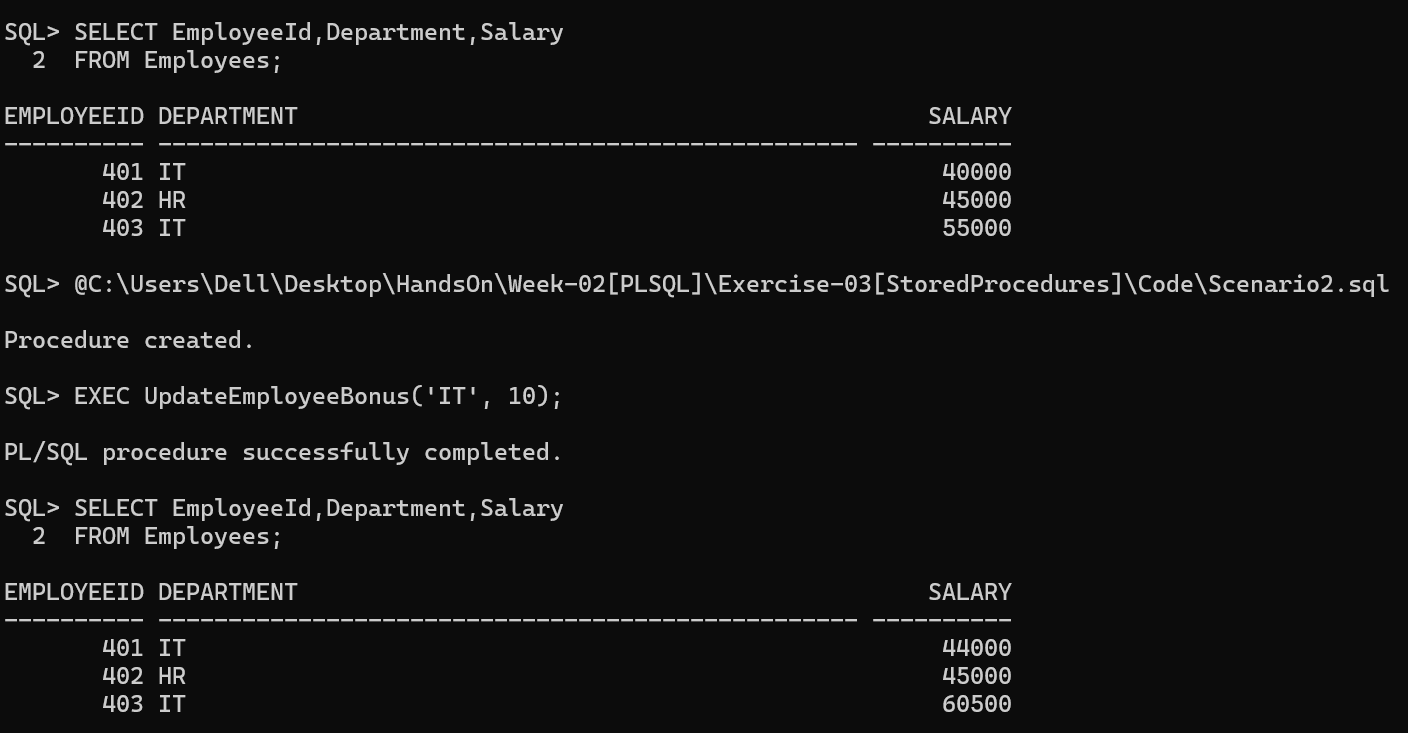 SQL> SELECT EmployeeId,Department,Salary
  2  FROM Employees;
EMPLOYEEID DEPARTMENT                                             SALARY
---------- -------------------------------------------------- ----------
       401 IT                                                      40000
       402 HR                                                      45000
       403 IT                                                      55000
SQL> @C:\Users\Dell\Desktop\HandsOn\Week-02[PLSQL]\Exercise-03[StoredProcedures]\Code\Scenario2.sql
Procedure created.
SQL> EXEC UpdateEmployeeBonus('IT', 10);
PL/SQL procedure successfully completed.
SQL> SELECT EmployeeId,Department,Salary
  2  FROM Employees;
EMPLOYEEID DEPARTMENT                                             SALARY
---------- -------------------------------------------------- ----------
       401 IT                                                      44000
       402 HR                                                      45000
       403 IT                                                      60500